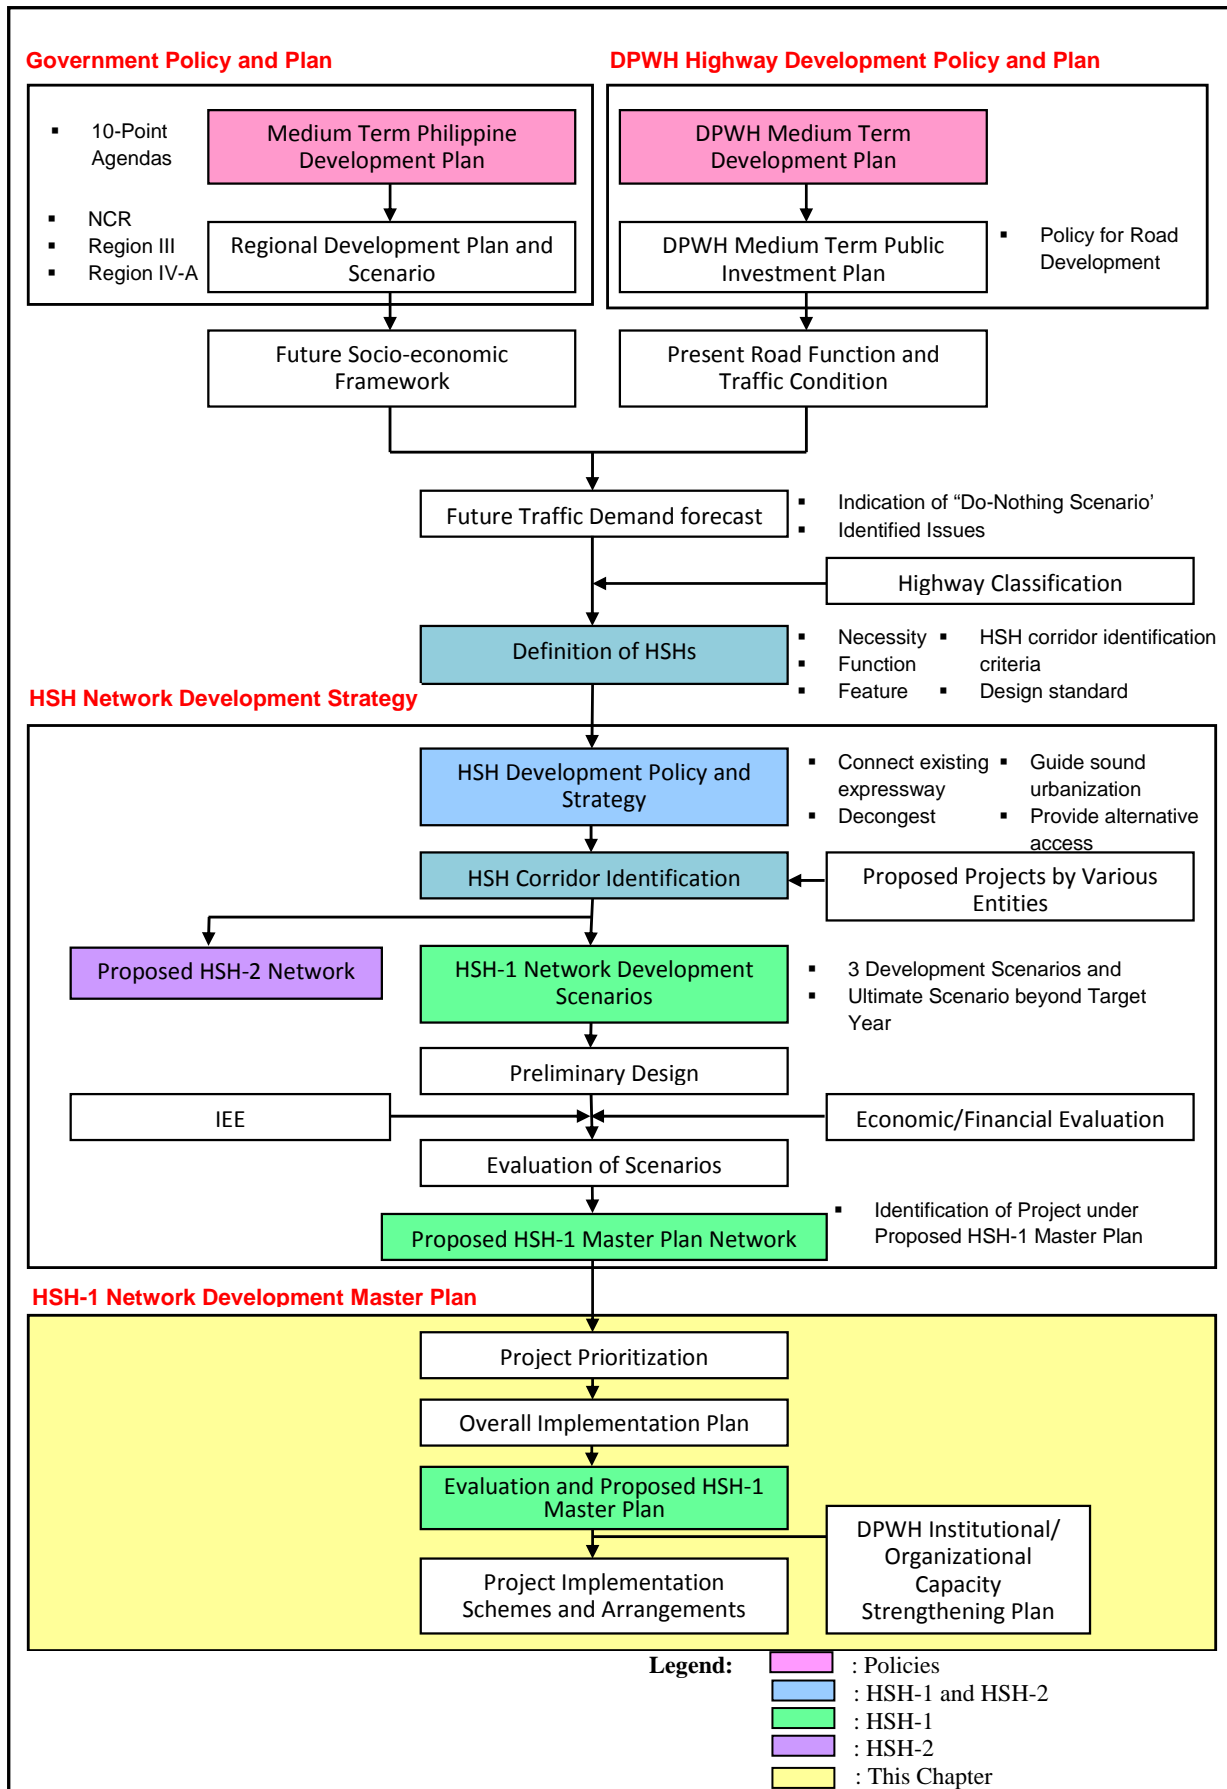 Government Policy and Plan
▪ 10-Point
Agendas
Medium Term Philippine
Development Plan
▪ NCR
▪ Region III
▪ Region IV-A
Regional Development Plan and
Scenario
DPWH Highway Development Policy and Plan
DPWH Medium Term
Development Plan
DPWH Medium Term Public
Investment Plan
▪ Policy for Road
Development
Future Socio-economic
Framework
Present Road Function and
Traffic Condition
Future Traffic Demand forecast
▪ Indication of “Do-Nothing Scenario’
▪ Identified Issues
Highway Classification
Definition of HSHs
▪ Necessity
▪ Function
▪ Feature
▪ HSH corridor identification
criteria
▪ Design standard
HSH Network Development Strategy
HSH Development Policy and
Strategy
▪ Connect existing
expressway
▪ Decongest
▪ Guide sound
urbanization
▪ Provide alternative
access
HSH Corridor Identification
Proposed Projects by Various
Entities
Proposed HSH-2 Network
HSH-1 Network Development
Scenarios
▪ 3 Development Scenarios and
▪ Ultimate Scenario beyond Target
Year
Preliminary Design
IEE
Economic/Financial Evaluation
Evaluation of Scenarios
Proposed HSH-1 Master Plan Network
▪ Identification of Project under
Proposed HSH-1 Master Plan
HSH-1 Network Development Master Plan
Project Prioritization
Overall Implementation Plan
Evaluation and Proposed HSH-1
Master Plan
DPWH Institutional/
Organizational
Capacity
Strengthening Plan
Project Implementation
Schemes and Arrangements
Legend:
: Policies
: HSH-1 and HSH-2
: HSH-1
: HSH-2
: This Chapter